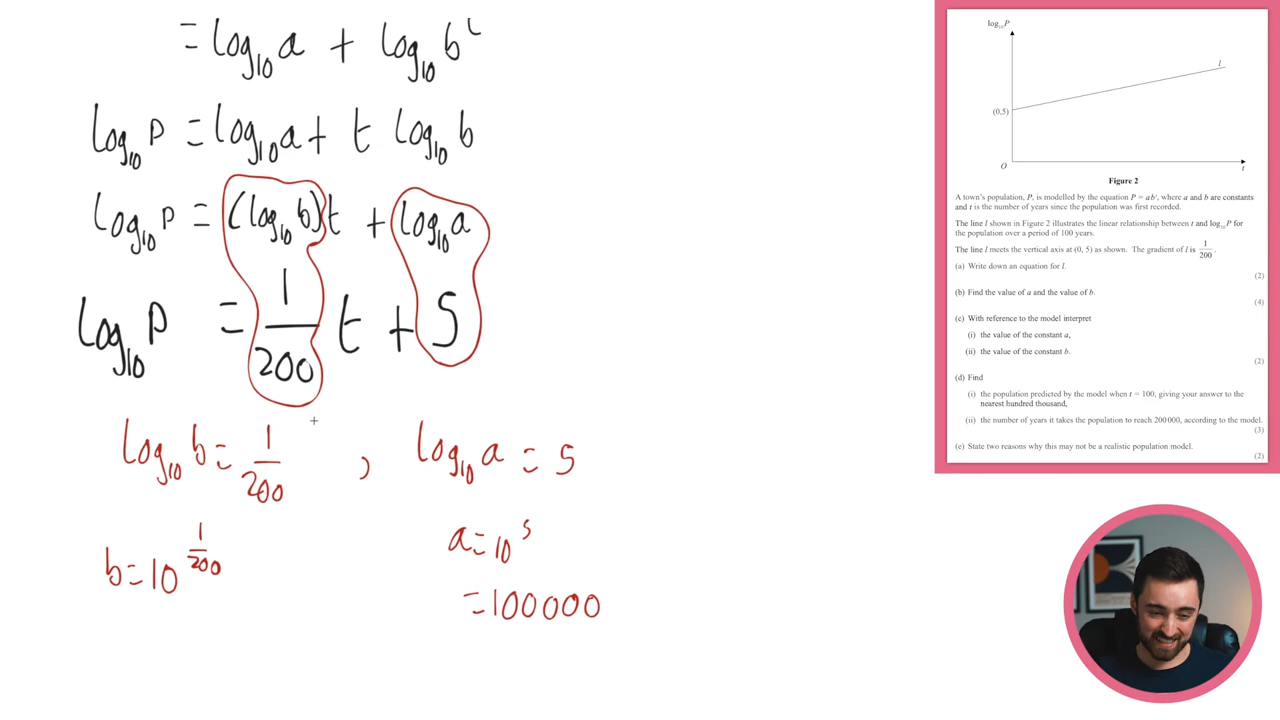 = log₁₀ a + log₁₀ bᵗ
log₁₀ P = log₁₀ a + t log₁₀ b
log₁₀ P = (log₁₀ b)t + log₁₀ a
log₁₀ P = 1/200 t + 5
log₁₀ b = 1/200 , log₁₀ a = 5
b = 10^(1/200)
a = 10⁵
= 100000
log₁₀ P
l
(0,5)
O
t
Figure 2
A town's population, P, is modelled by the equation P = abᵗ, where a and b are constants
and t is the number of years since the population was first recorded.
The line l shown in Figure 2 illustrates the linear relationship between t and log₁₀ P for
the population over a period of 100 years.
The line l meets the vertical axis at (0, 5) as shown. The gradient of l is 1/200.
(a) Write down an equation for l.
(2)
(b) Find the value of a and the value of b.
(4)
(c) With reference to the model interpret
(i) the value of the constant a,
(ii) the value of the constant b.
(2)
(d) Find
(i) the population predicted by the model when t = 100, giving your answer to the
nearest hundred thousand,
(ii) the number of years it takes the population to reach 200000, according to the model.
(3)
(e) State two reasons why this may not be a realistic population model.
(2)